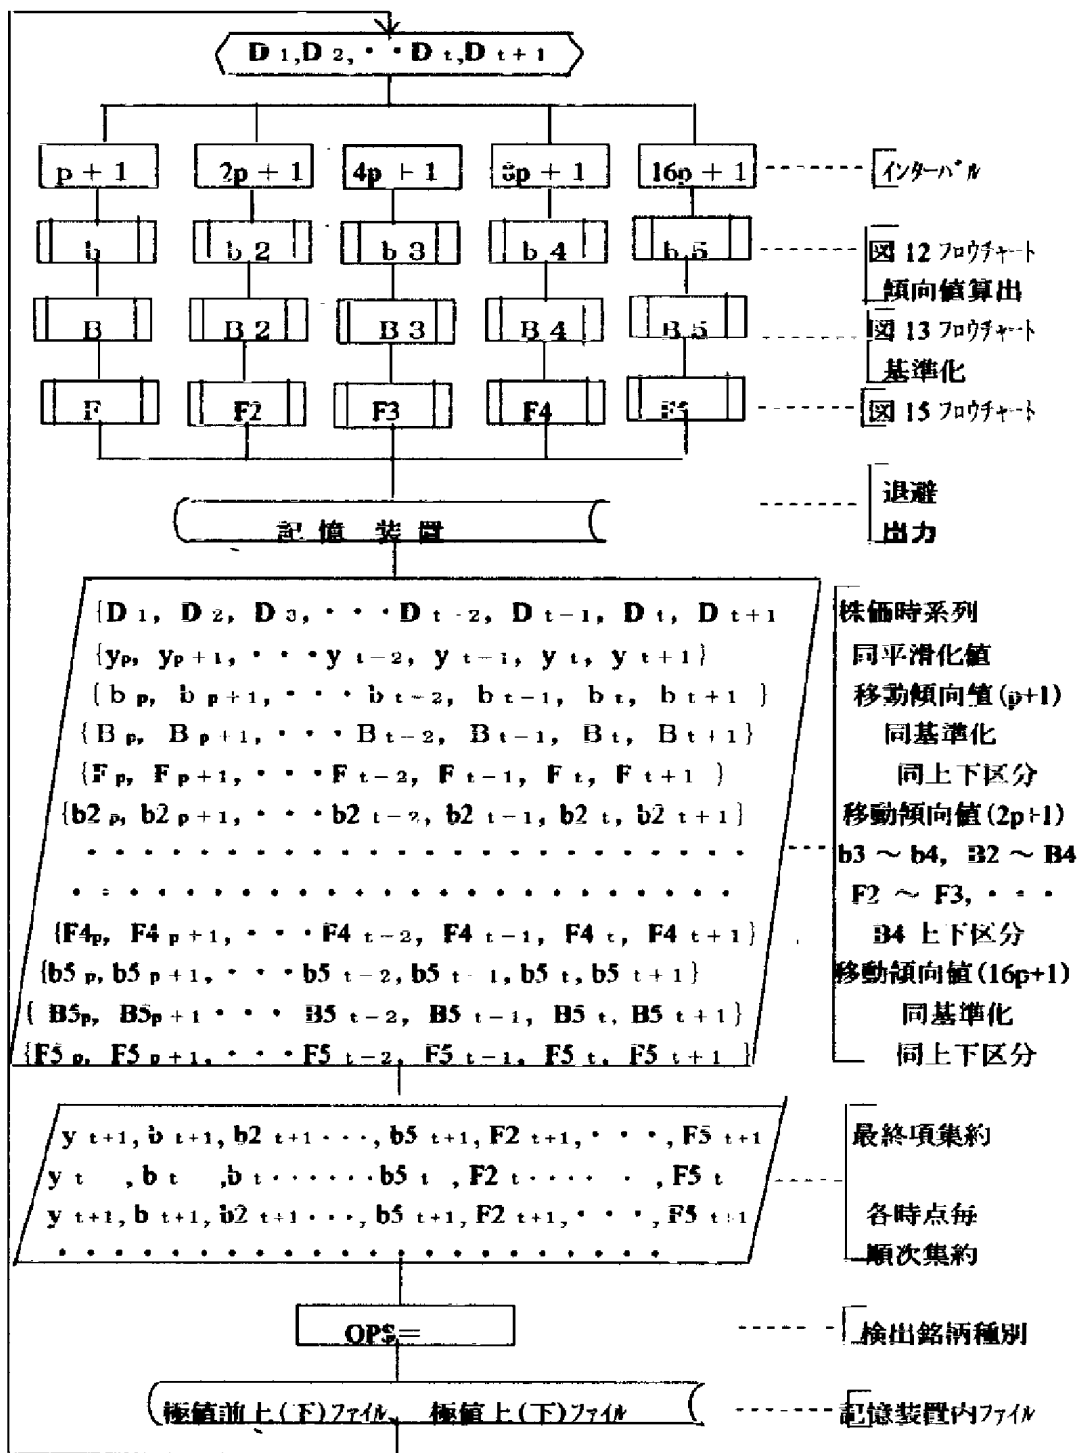 D 1,D 2, ・・D t,D t+1
p + 1 2p + 1 4p + 1 8p + 1 16p + 1 インターバル
b b 2 b 3 b 4 b 5 図 12 フロウチャート
傾向値算出
B B 2 B 3 B 4 B 5 図 13 フロウチャート
基準化
F F2 F3 F4 F5 図 15 フロウチャート
退避
記憶 装置
出力
{D 1, D 2, D 3, ・・・D t-2, D t-1, D t, D t+1 株価時系列
{yp, yp+1, ・・・y t-2, y t-1, y t, y t+1} 同平滑化値
{b p, b p+1, ・・・b t-2, b t-1, b t, b t+1 } 移動傾向値(p+1)
{B p, B p+1, ・・・B t-2, B t-1, B t, B t+1} 同基準化
{F p, F p+1, ・・・F t-2, F t-1, F t, F t+1 } 同上下区分
{b2 p, b2 p+1, ・・・b2 t-2, b2 t-1, b2 t, b2 t+1} 移動傾向値(2p+1)
・・・・・・・・・・・・・・・・・・・・・・ b3 ～ b4, B2 ～ B4
・・・・・・・・・・・・・・・・・・・・・・ F2 ～ F3, ・・・
{F4p, F4 p+1, ・・・F4 t-2, F4 t-1, F4 t, F4 t+1} B4 上下区分
{b5 p, b5 p+1, ・・・b5 t-2, b5 t-1, b5 t, b5 t+1} 移動傾向値(16p+1)
{ B5p, B5p+1 ・・・ B5 t-2, B5 t-1, B5 t, B5 t+1} 同基準化
{F5 p, F5 p+1, ・・・F5 t-2, F5 t-1, F5 t, F5 t+1 } 同上下区分
y t+1, b t+1, b2 t+1 ・・・, b5 t+1, F2 t+1, ・・・, F5 t+1 最終項集約
y t , b t , b t ・・・・・・b5 t , F2 t ・・・・ ・, F5 t
y t+1, b t+1, b2 t+1 ・・・, b5 t+1, F2 t+1, ・・・, F5 t+1 各時点毎
・・・・・・・・・・・・・・・・・・・・ 順次集約
OPS= 検出銘柄種別
極値前上(下)ファイル、 極値上(下)ファイル 記憶装置内ファイル